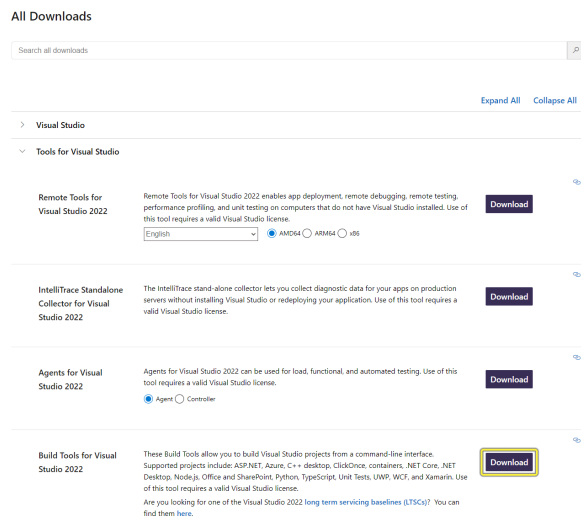 All Downloads
Search all downloads
Expand All Collapse All
Visual Studio
Tools for Visual Studio
Remote Tools for
Visual Studio 2022
Remote Tools for Visual Studio 2022 enables app deployment, remote debugging, remote testing,
performance profiling, and unit testing on computers that do not have Visual Studio installed. Use of
this tool requires a valid Visual Studio license.
English
AMD64 ARM64 x86
Download
IntelliTrace Standalone
Collector for Visual
Studio 2022
The IntelliTrace stand-alone collector lets you collect diagnostic data for your apps on production
servers without installing Visual Studio or redeploying your application. Use of this tool requires a
valid Visual Studio license.
Download
Agents for Visual
Studio 2022
Agents for Visual Studio 2022 can be used for load, functional, and automated testing. Use of this
tool requires a valid Visual Studio license.
Agent Controller
Download
Build Tools for Visual
Studio 2022
These Build Tools allow you to build Visual Studio projects from a command-line interface.
Supported projects include: ASP.NET, Azure, C++ desktop, ClickOnce, containers, .NET Core, .NET
Desktop, Node.js, Office and SharePoint, Python, TypeScript, Unit Tests, UWP, WCF, and Xamarin. Use
of this tool requires a valid Visual Studio license.
Are you looking for one of the Visual Studio 2022 long term servicing baselines (LTSCs)? You can
find them here.
Download